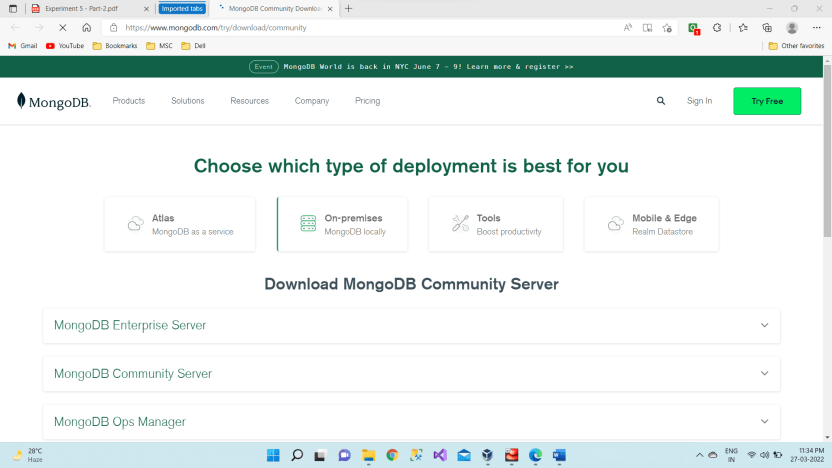 Experiment 5 - Part-2.pdf
Imported tabs
MongoDB Community Downloa
https://www.mongodb.com/try/download/community
Gmail
YouTube
Bookmarks
MSC
Dell
Other favorites
Event
MONGODB WORLD IS BACK IN NYC JUNE 7 - 9! Learn more & register >>
MongoDB.
Products
Solutions
Resources
Company
Pricing
Sign In
Try Free
Choose which type of deployment is best for you
Atlas
MongoDB as a service
On-premises
MongoDB locally
Tools
Boost productivity
Mobile & Edge
Realm Datastore
Download MongoDB Community Server
MongoDB Enterprise Server
MongoDB Community Server
MongoDB Ops Manager
28°C
Haze
ENG
IN
11:34 PM
27-03-2022